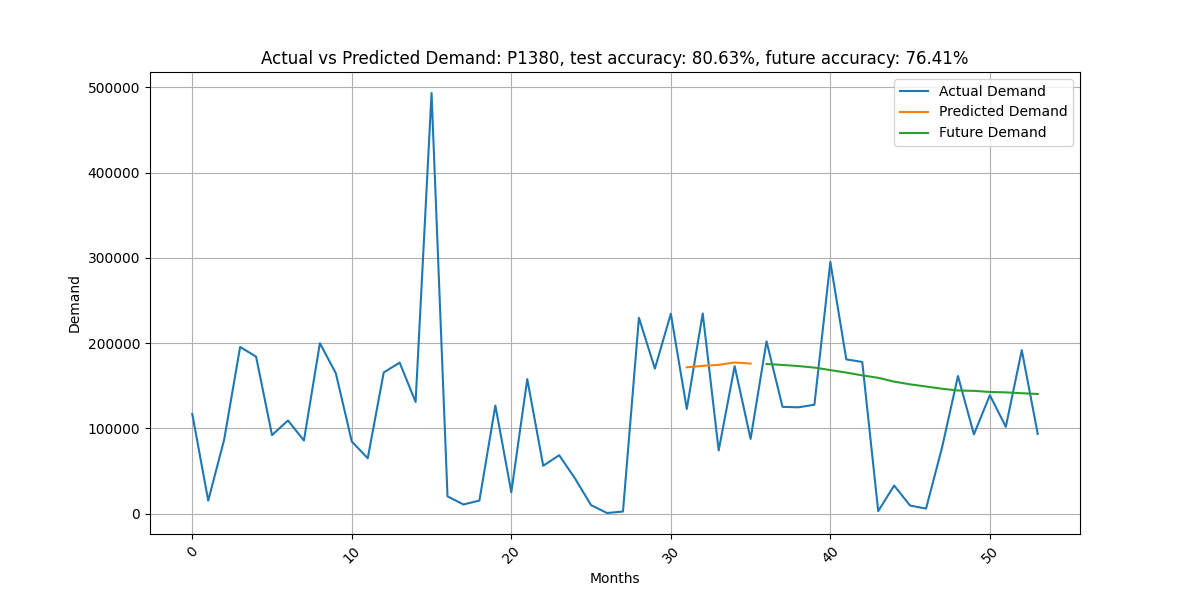 Actual vs Predicted Demand: P1380, test accuracy: 80.63%, future accuracy: 76.41%
Actual Demand
Predicted Demand
Future Demand
500000
400000
300000
200000
100000
0
Demand
0 10 20 30 40 50
Months